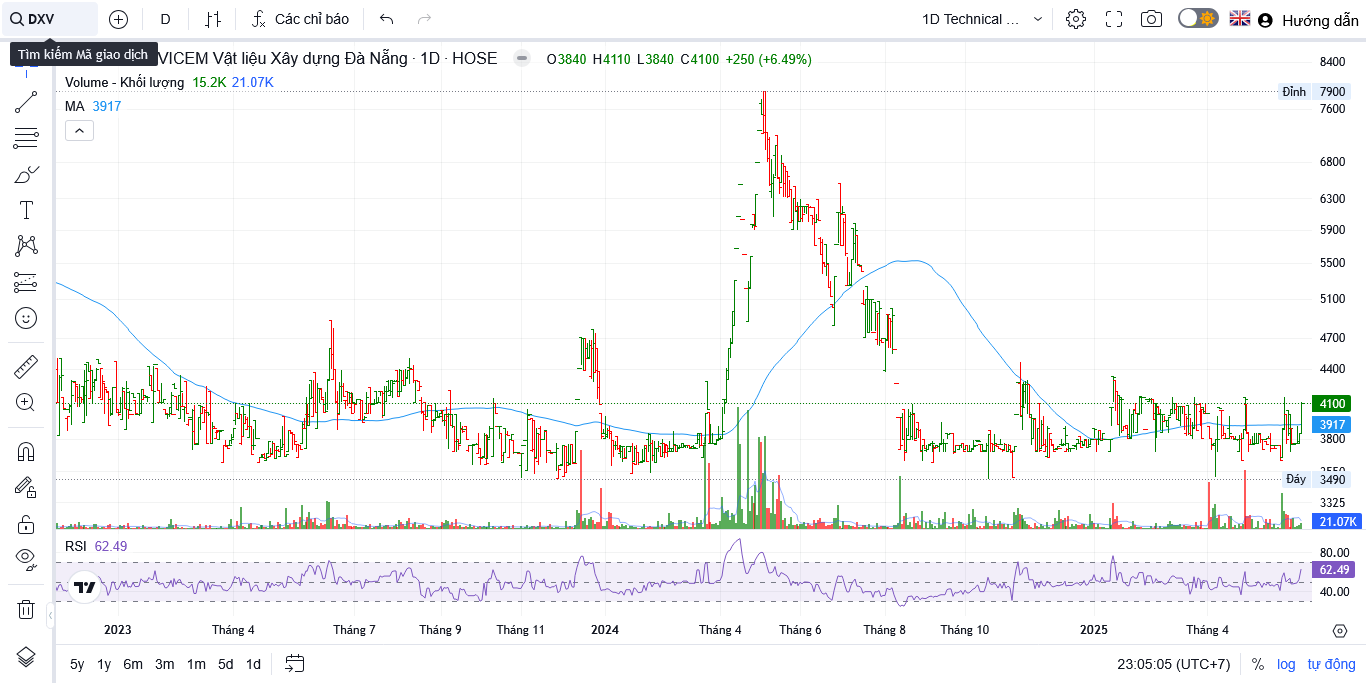 DXV
D
Các chỉ báo
1D Technical ...
Hướng dẫn
Tìm kiếm Mã giao dịch
VICEM Vật liệu Xây dựng Đà Nẵng · 1D · HOSE
O3840 H4110 L3840 C4100 +250 (+6.49%)
Volume - Khối lượng 15.2K 21.07K
MA 3917
8400
Đỉnh 7900
7600
6800
6300
5900
5500
5100
4700
4400
4100
3917
3800
3550
Đáy 3490
3325
21.07K
RSI 62.49
80.00
62.49
40.00
2023 Tháng 4 Tháng 7 Tháng 9 Tháng 11 2024 Tháng 4 Tháng 6 Tháng 8 Tháng 10 2025 Tháng 4
5y 1y 6m 3m 1m 5d 1d
23:05:05 (UTC+7) % log tự động